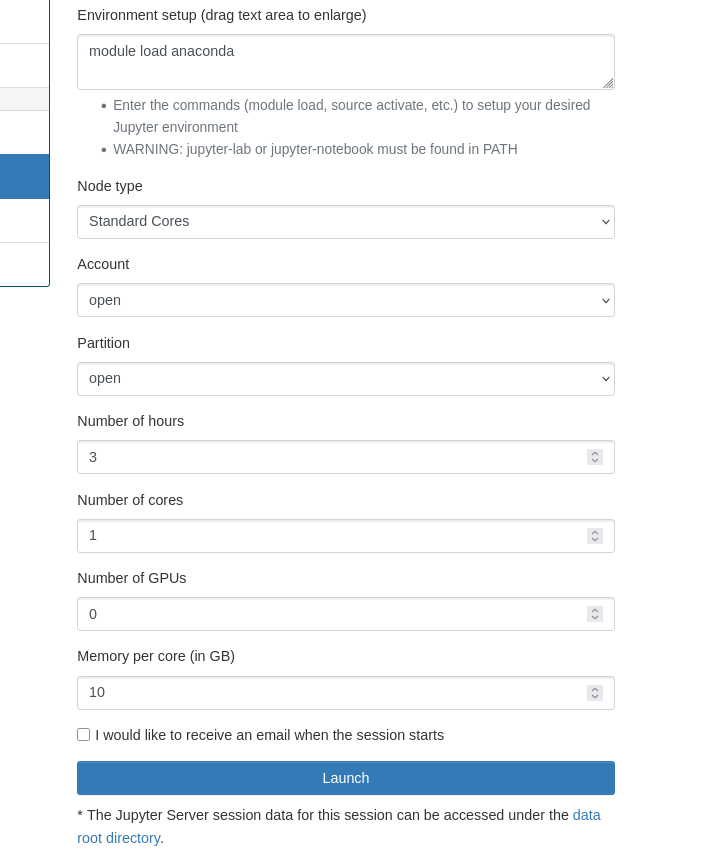 Environment setup (drag text area to enlarge)
module load anaconda
• Enter the commands (module load, source activate, etc.) to setup your desired
Jupyter environment
• WARNING: jupyter-lab or jupyter-notebook must be found in PATH
Node type
Standard Cores
Account
open
Partition
open
Number of hours
3
Number of cores
1
Number of GPUs
0
Memory per core (in GB)
10
I would like to receive an email when the session starts
Launch
* The Jupyter Server session data for this session can be accessed under the data
root directory.